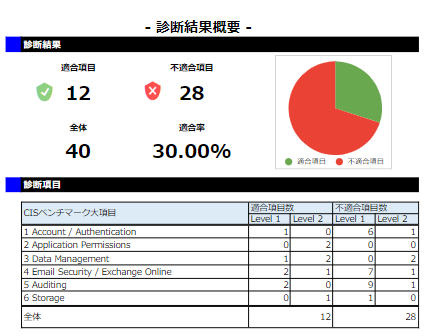 - 診断結果概要 -
診断結果
適合項目 不適合項目
12 28
全体 適合率
40 30.00%
適合項目 不適合項目
診断項目
CISベンチマーク大項目 適合項目数 不適合項目数
Level 1 Level 2 Level 1 Level 2
1 Account / Authentication 1 0 6 1
2 Application Permissions 0 2 0 0
3 Data Management 1 2 0 2
4 Email Security / Exchange Online 2 1 7 1
5 Auditing 2 0 9 1
6 Storage 0 1 1 0
全体 12 28